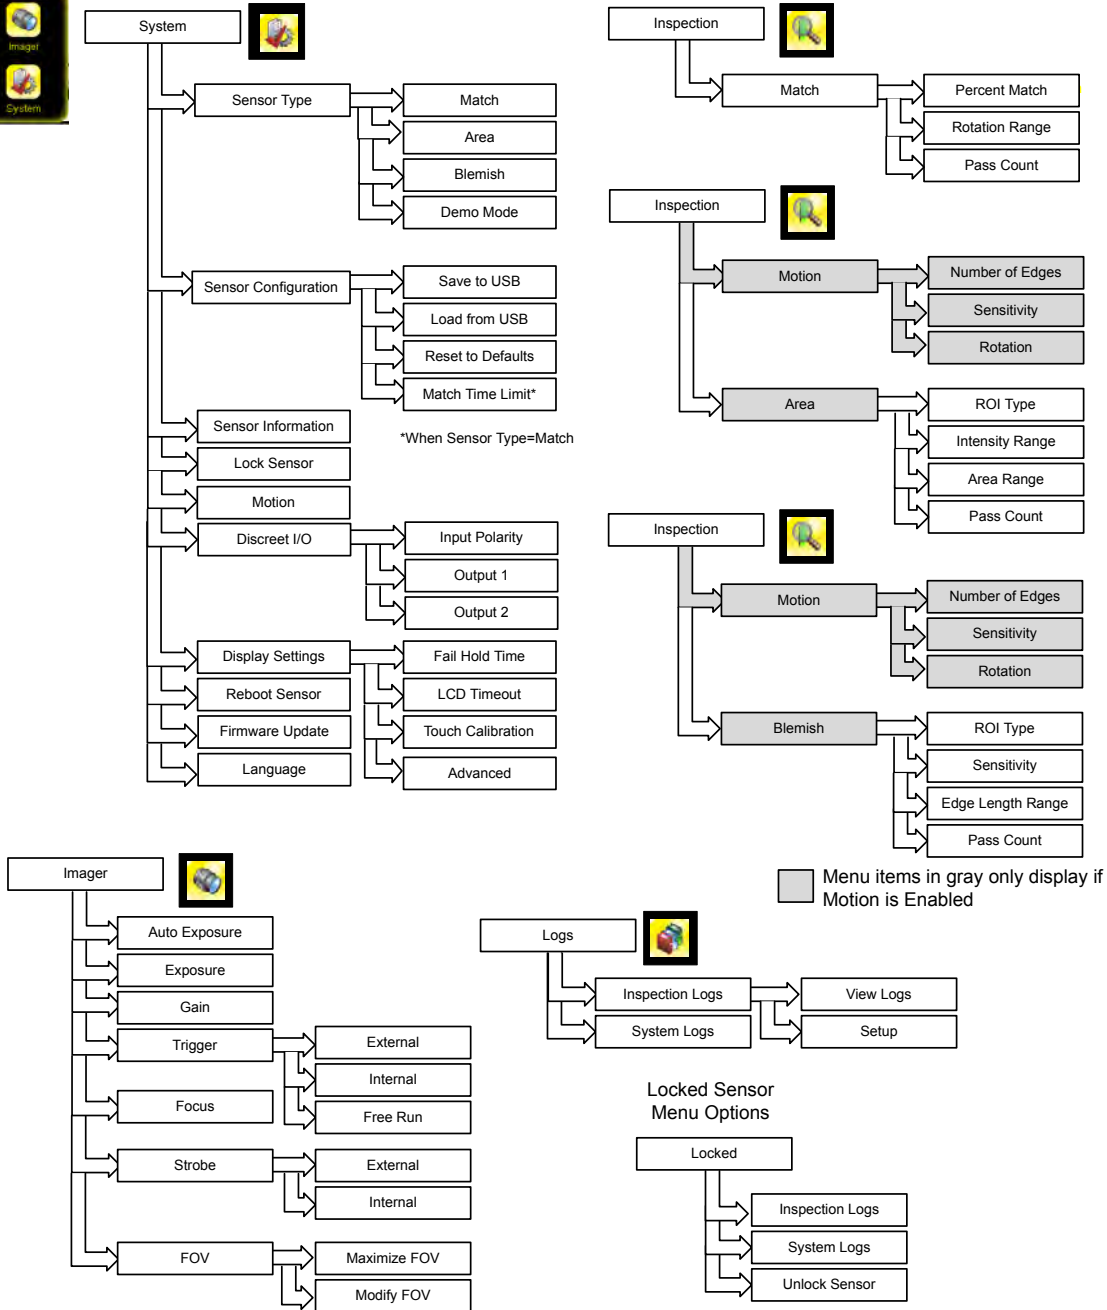 Imager
System
System
Sensor Type
Match
Area
Blemish
Demo Mode
Sensor Configuration
Save to USB
Load from USB
Reset to Defaults
Match Time Limit*
*When Sensor Type=Match
Sensor Information
Lock Sensor
Motion
Discreet I/O
Input Polarity
Output 1
Output 2
Display Settings
Fail Hold Time
Reboot Sensor
LCD Timeout
Firmware Update
Touch Calibration
Language
Advanced
Inspection
Match
Percent Match
Rotation Range
Pass Count
Inspection
Motion
Number of Edges
Sensitivity
Rotation
Area
ROI Type
Intensity Range
Area Range
Pass Count
Inspection
Motion
Number of Edges
Sensitivity
Rotation
Blemish
ROI Type
Sensitivity
Edge Length Range
Pass Count
Menu items in gray only display if
Motion is Enabled
Imager
Auto Exposure
Exposure
Gain
Trigger
External
Internal
Free Run
Focus
Strobe
External
Internal
FOV
Maximize FOV
Modify FOV
Logs
Inspection Logs
View Logs
System Logs
Setup
Locked Sensor
Menu Options
Locked
Inspection Logs
System Logs
Unlock Sensor